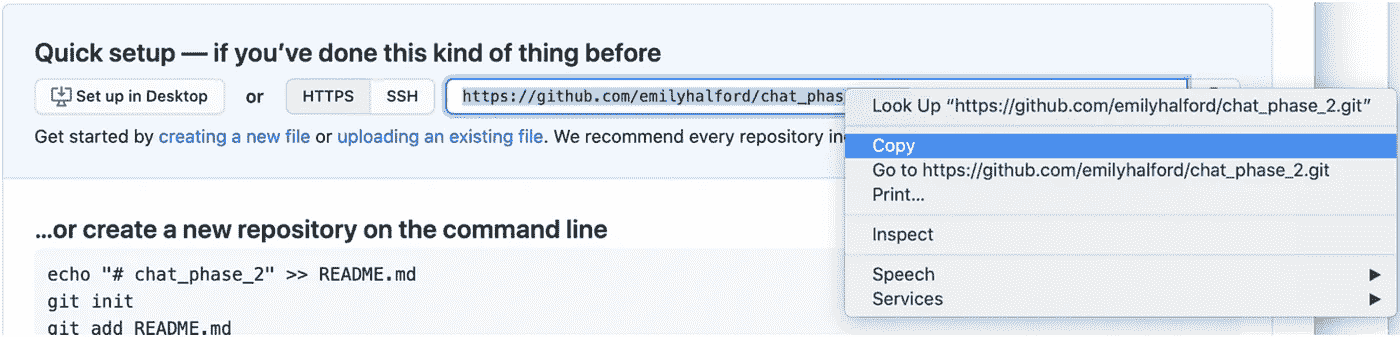 Quick setup — if you’ve done this kind of thing before
Set up in Desktop or HTTPS SSH https://github.com/emilyhalford/chat_phas
Get started by creating a new file or uploading an existing file. We recommend every repository in
Look Up “https://github.com/emilyhalford/chat_phase_2.git”
Copy
Go to https://github.com/emilyhalford/chat_phase_2.git
Print...
Inspect
Speech
Services
...or create a new repository on the command line
echo "# chat_phase_2" >> README.md
git init
git add README.md